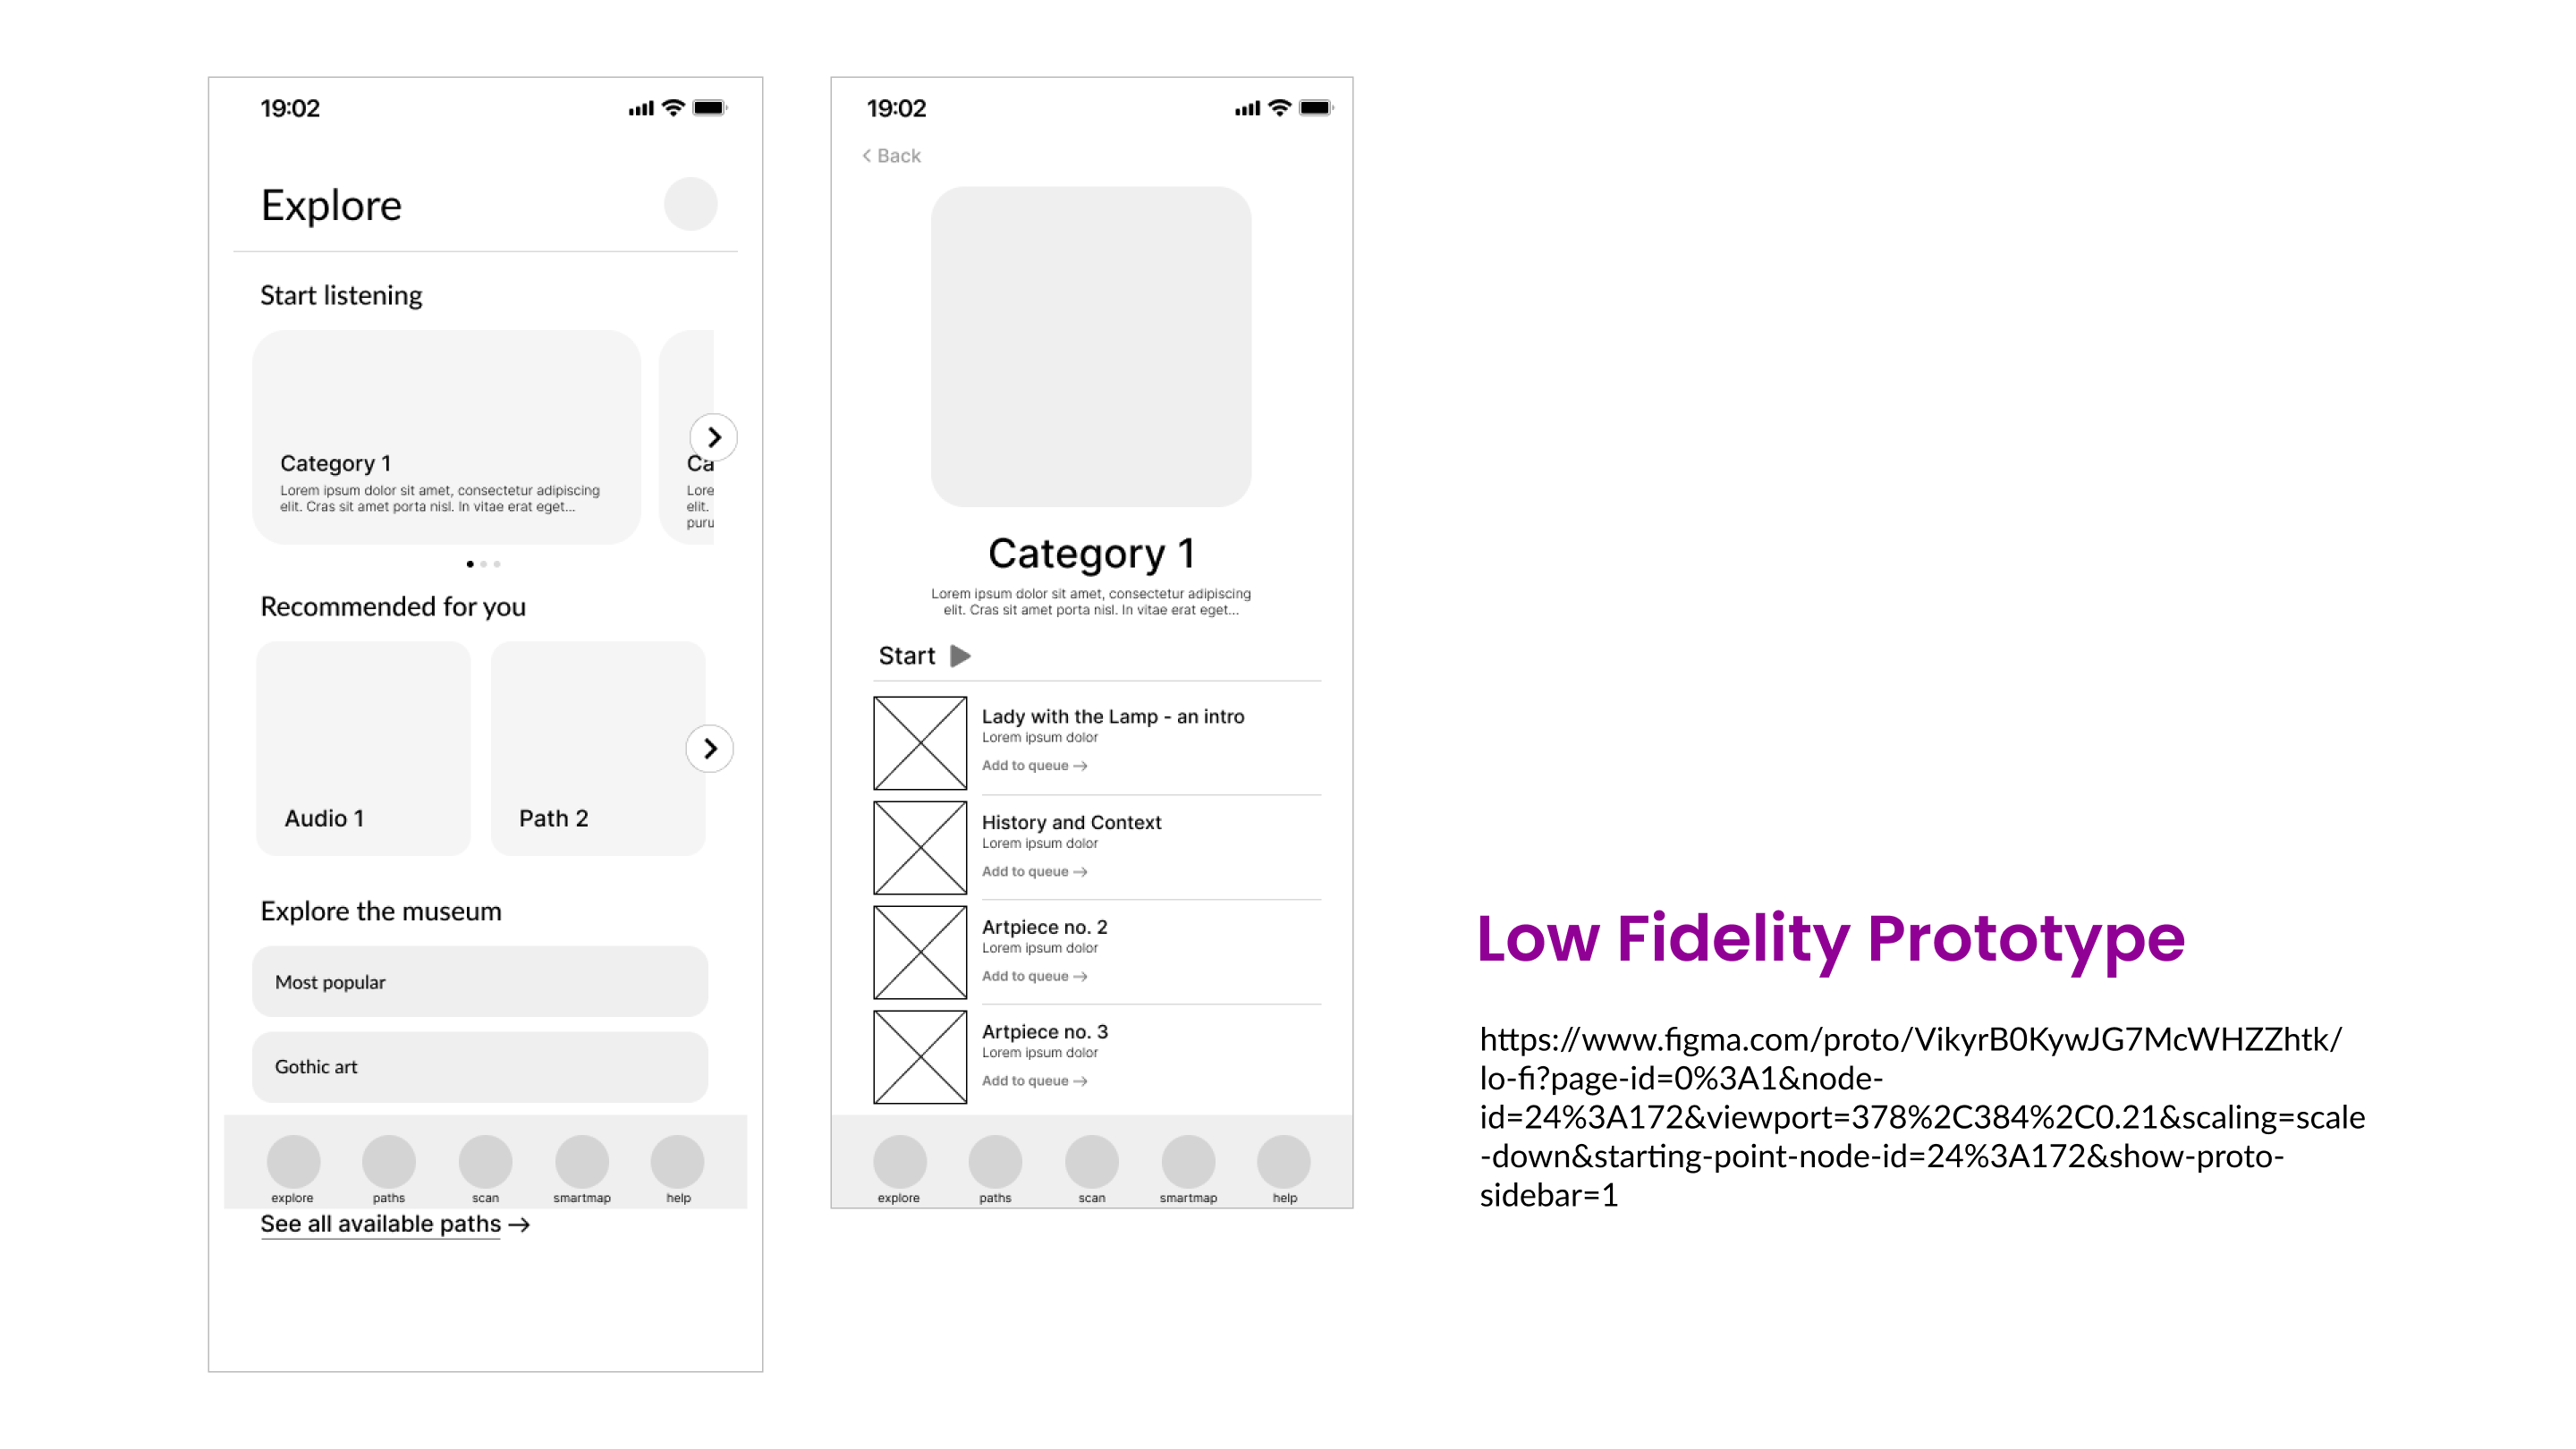 19:02
Explore
Start listening
Category 1
Lorem ipsum dolor sit amet, consectetur adipiscing
elit. Cras sit amet porta nisl. In vitae erat eget...
Ca
Lore
elit.
puru
Recommended for you
Audio 1
Path 2
Explore the museum
Most popular
Gothic art
explore
paths
scan
smartmap
help
See all available paths →
19:02
< Back
Category 1
Lorem ipsum dolor sit amet, consectetur adipiscing
elit. Cras sit amet porta nisl. In vitae erat eget...
Start
Lady with the Lamp - an intro
Lorem ipsum dolor
Add to queue →
History and Context
Lorem ipsum dolor
Add to queue →
Artpiece no. 2
Lorem ipsum dolor
Add to queue →
Artpiece no. 3
Lorem ipsum dolor
Add to queue →
explore
paths
scan
smartmap
help
Low Fidelity Prototype
https://www.figma.com/proto/VikyrB0KywJG7McWHZZhtk/
lo-fi?page-id=0%3A1&node-
id=24%3A172&viewport=378%2C384%2C0.21&scaling=scale
-down&starting-point-node-id=24%3A172&show-proto-
sidebar=1